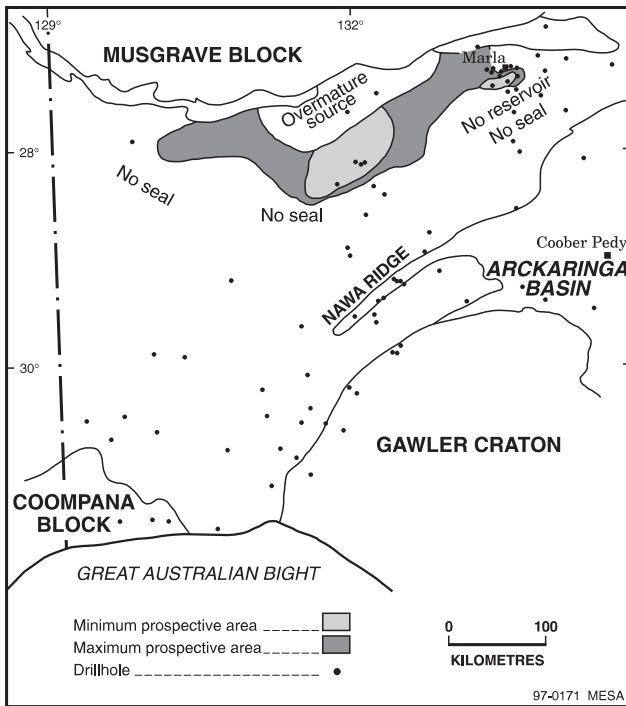 129°
132°
MUSGRAVE BLOCK
Marla
Overmature
source
No reservoir
No seal
28°
No seal
No seal
Coober Pedy
NAWA RIDGE
ARCKARINGA
BASIN
30°
GAWLER CRATON
COOMPANA
BLOCK
GREAT AUSTRALIAN BIGHT
Minimum prospective area
Maximum prospective area
Drillhole
0 100
KILOMETRES
97-0171 MESA